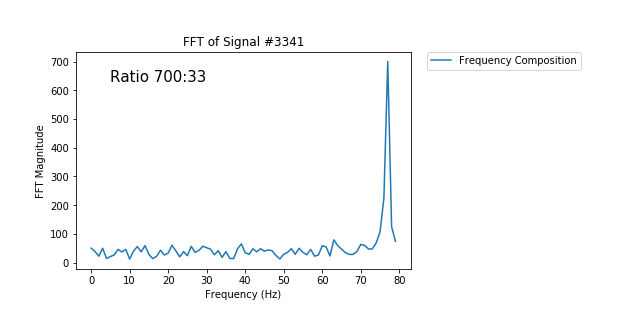 FFT of Signal #3341
Ratio 700:33
Frequency Composition
FFT Magnitude
700
600
500
400
300
200
100
0
0 10 20 30 40 50 60 70 80
Frequency (Hz)